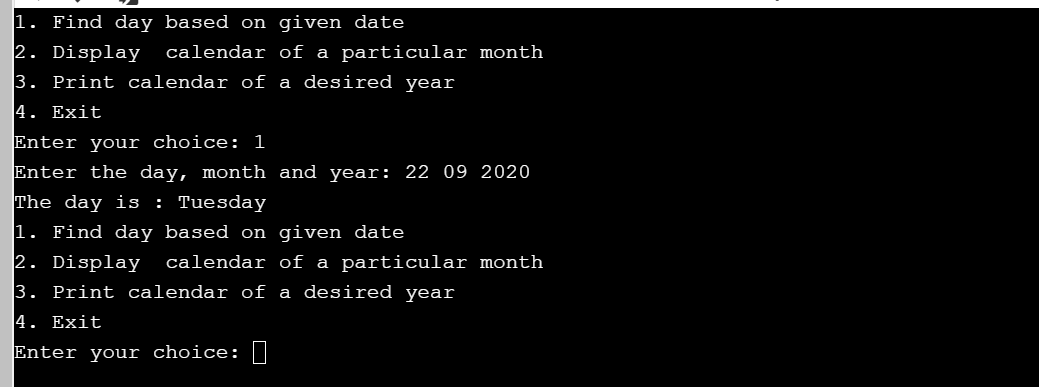 1. Find day based on given date
2. Display  calendar of a particular month
3. Print calendar of a desired year
4. Exit
Enter your choice: 1
Enter the day, month and year: 22 09 2020
The day is : Tuesday
1. Find day based on given date
2. Display  calendar of a particular month
3. Print calendar of a desired year
4. Exit
Enter your choice: